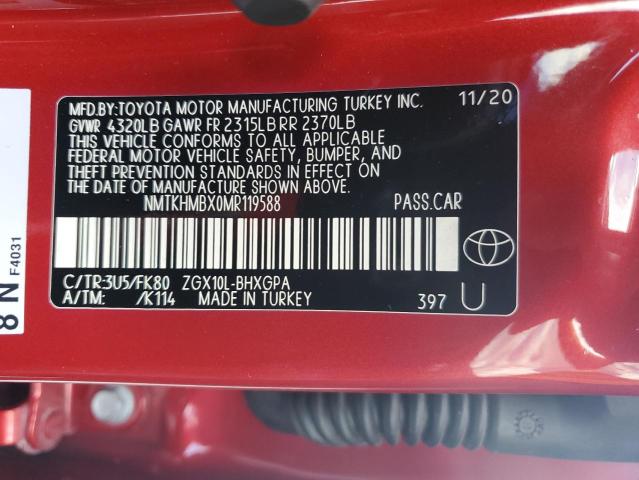 MFD.BY:TOYOTA MOTOR MANUFACTURING TURKEY INC. 11/20
GVWR 4320LB GAWR FR 2315LB RR 2370LB
THIS VEHICLE CONFORMS TO ALL APPLICABLE
FEDERAL MOTOR VEHICLE SAFETY, BUMPER, AND
THEFT PREVENTION STANDARDS IN EFFECT ON
THE DATE OF MANUFACTURE SHOWN ABOVE.
NMTKHMBX0MR119588 PASS.CAR
C/TR:3U5/FK80 ZGX10L-BHXGPA
A/TM: /K114 MADE IN TURKEY 397 U
8 N F4031